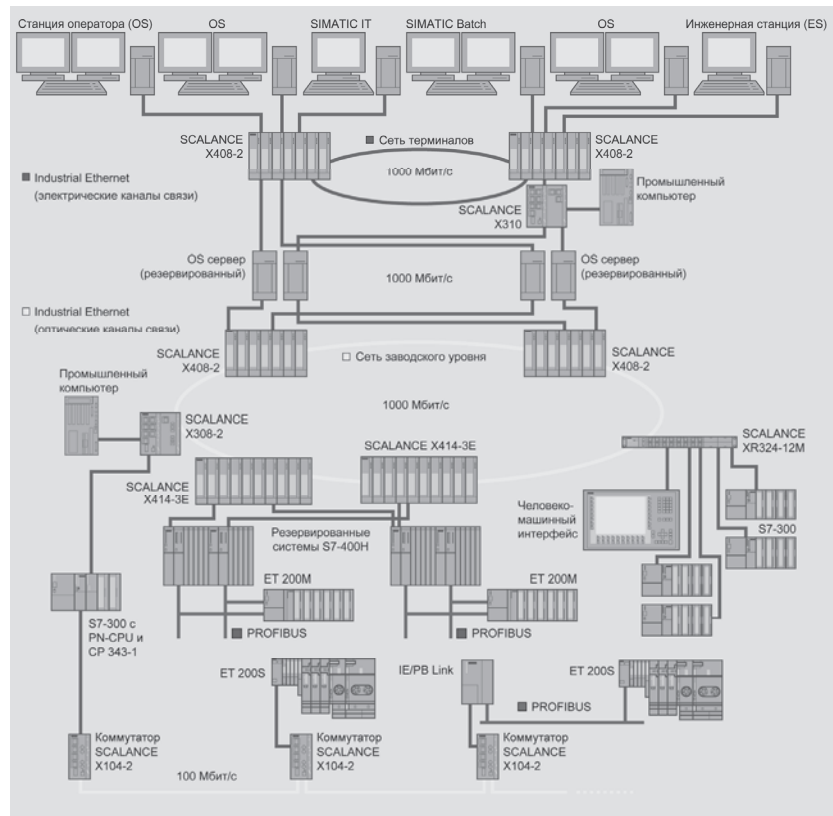 Станция оператора (OS)
OS
SIMATIC IT
SIMATIC Batch
OS
Инженерная станция (ES)
SCALANCE
X408-2
Сеть терминалов
SCALANCE
X408-2
1000 Мбит/с
Industrial Ethernet
(электрические каналы связи)
Промышленный
компьютер
SCALANCE
X310
OS сервер
(резервированный)
OS сервер
(резервированный)
1000 Мбит/с
Industrial Ethernet
(оптические каналы связи)
SCALANCE
X408-2
Сеть заводского уровня
SCALANCE
X408-2
Промышленный
компьютер
1000 Мбит/с
SCALANCE
X308-2
SCALANCE X414-3E
SCALANCE
XR324-12M
SCALANCE
X414-3E
Человеко-
машинный
интерфейс
S7-300
Резервированные
системы S7-400H
ET 200M
ET 200M
S7-300 с
PN-CPU и
CP 343-1
PROFIBUS
PROFIBUS
ET 200S
IE/PB Link
ET 200S
PROFIBUS
Коммутатор
SCALANCE
X104-2
Коммутатор
SCALANCE
X104-2
Коммутатор
SCALANCE
X104-2
100 Мбит/с